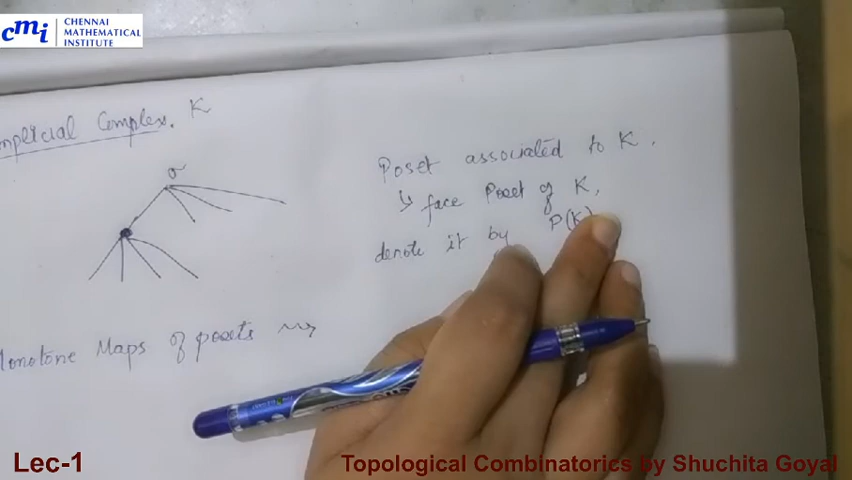 cmi CHENNAI
MATHEMATICAL
INSTITUTE
mplicial Complex. K
σ
Poset associated to K.
↳ face Poset of K,
denote it by P(K)
Monotone Maps of posets ⇝
Lec-1
Topological Combinatorics by Shuchita Goyal